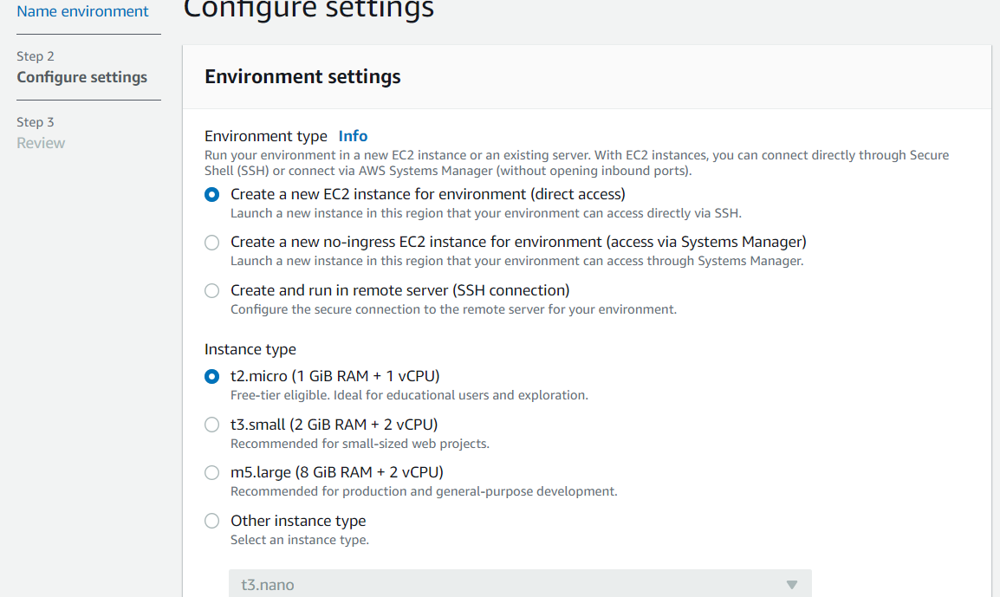 Configure settings
Name environment
Step 2
Configure settings
Step 3
Review
Environment settings
Environment type Info
Run your environment in a new EC2 instance or an existing server. With EC2 instances, you can connect directly through Secure
Shell (SSH) or connect via AWS Systems Manager (without opening inbound ports).
Create a new EC2 instance for environment (direct access)
Launch a new instance in this region that your environment can access directly via SSH.
Create a new no-ingress EC2 instance for environment (access via Systems Manager)
Launch a new instance in this region that your environment can access through Systems Manager.
Create and run in remote server (SSH connection)
Configure the secure connection to the remote server for your environment.
Instance type
t2.micro (1 GiB RAM + 1 vCPU)
Free-tier eligible. Ideal for educational users and exploration.
t3.small (2 GiB RAM + 2 vCPU)
Recommended for small-sized web projects.
m5.large (8 GiB RAM + 2 vCPU)
Recommended for production and general-purpose development.
Other instance type
Select an instance type.
t3.nano